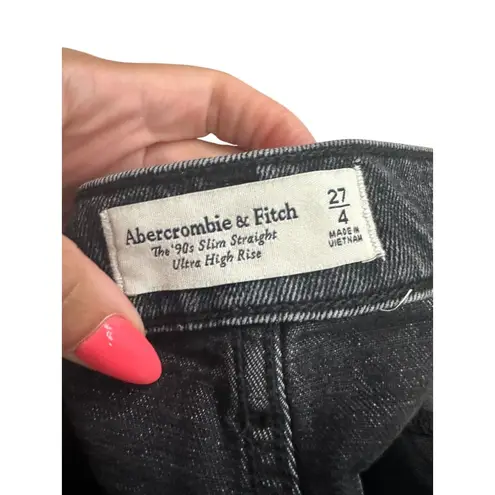 Abercrombie & Fitch
The '90s Slim Straight
Ultra High Rise
27
4
MADE IN
VIETNAM